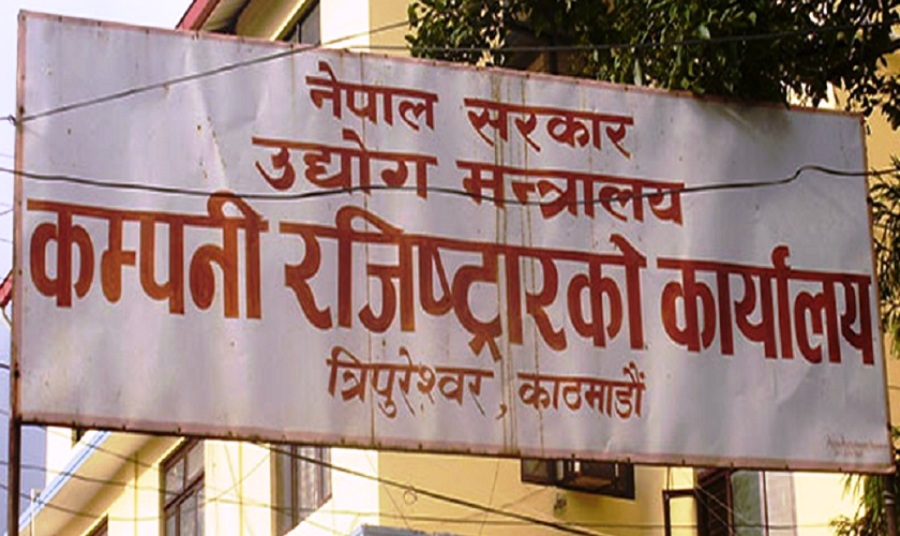 नेपाल सरकार
उद्योग मन्त्रालय
कम्पनी रजिष्ट्रारको कार्यालय
त्रिपुरेश्वर, काठमाडौं